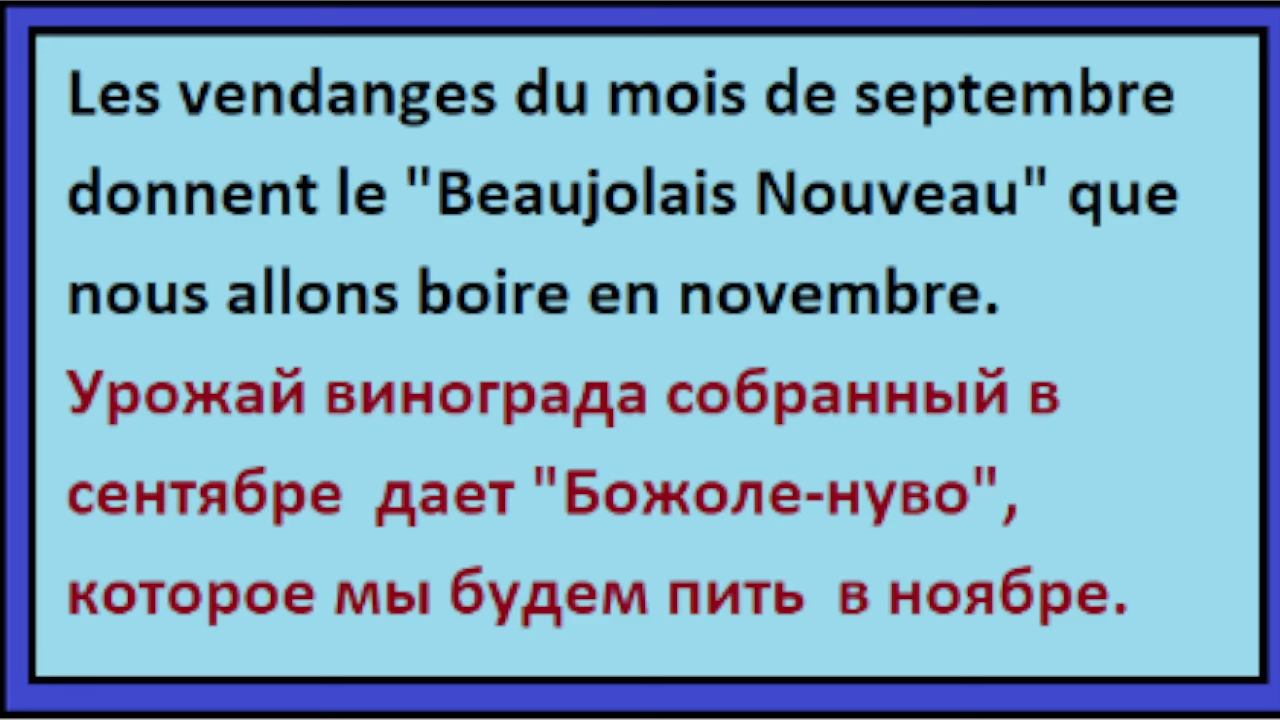 Les vendanges du mois de septembre
donnent le "Beaujolais Nouveau" que
nous allons boire en novembre.
Урожай винограда собранный в
сентябре  дает "Божоле-нуво",
которое мы будем пить  в ноябре.